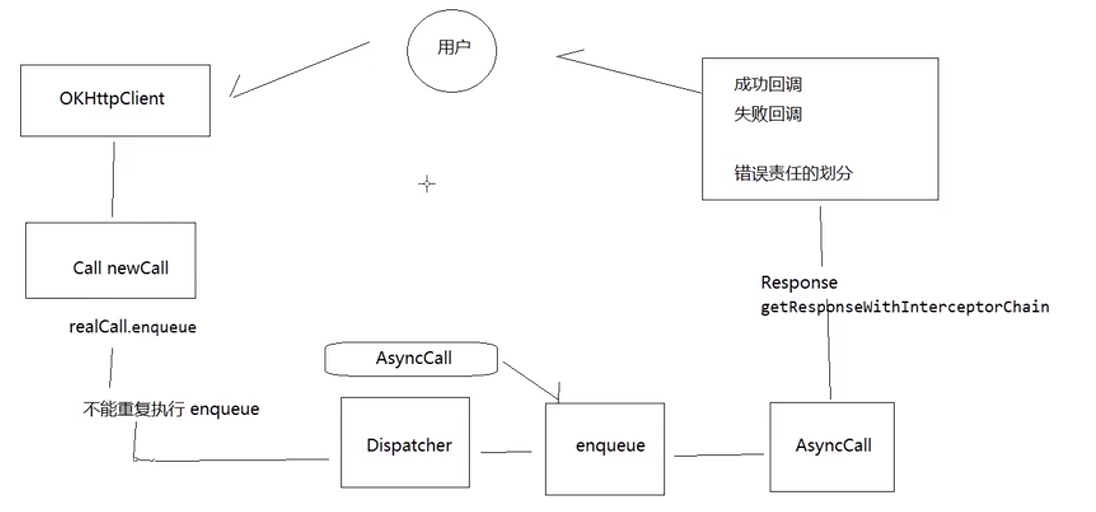 用户
OKHttpClient
成功回调
失败回调
错误责任的划分
Call newCall
realCall.enqueue
Response
getResponseWithInterceptorChain
AsyncCall
不能重复执行 enqueue
Dispatcher
enqueue
AsyncCall